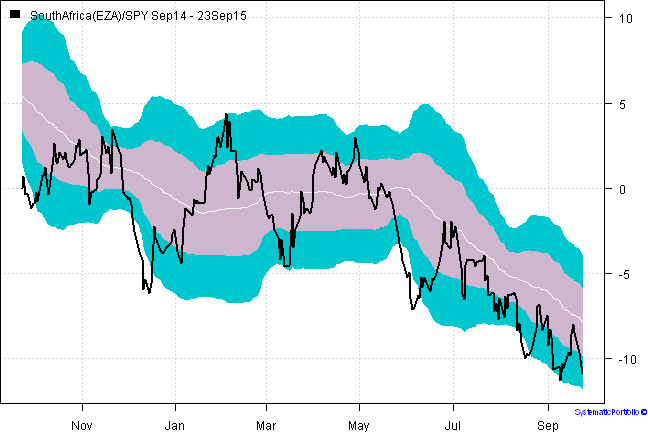 SouthAfrica(EZA)/SPY Sep14 - 23Sep15
10
5
0
-5
-10
Nov Jan Mar May Jul Sep
SystematicPortfolio ©